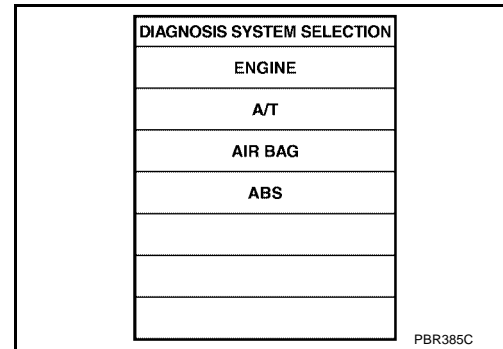 DIAGNOSIS SYSTEM SELECTION
ENGINE
A/T
AIR BAG
ABS
PBR385C